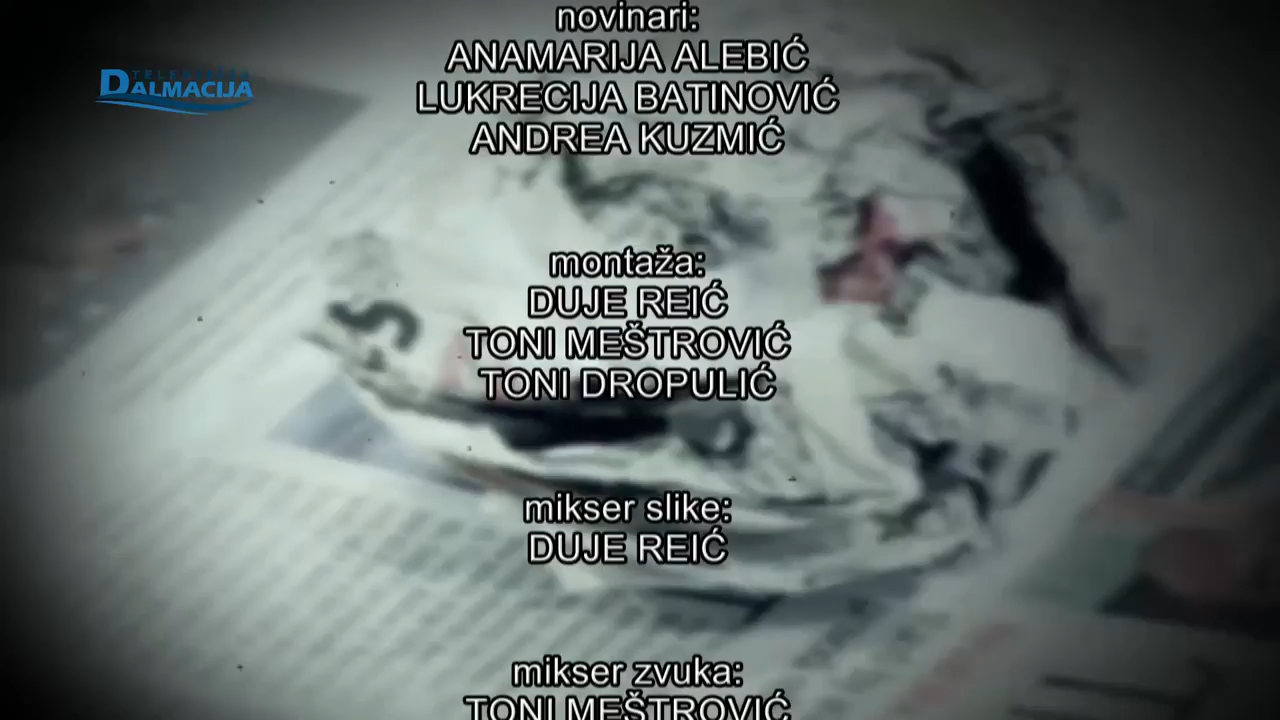 TELEVIZIJA
DALMACIJA
novinari:
ANAMARIJA ALEBIĆ
LUKRECIJA BATINOVIĆ
ANDREA KUZMIĆ
montaža:
DUJE REIĆ
TONI MEŠTROVIĆ
TONI DROPULIĆ
mikser slike:
DUJE REIĆ
mikser zvuka:
TONI MEŠTROVIĆ